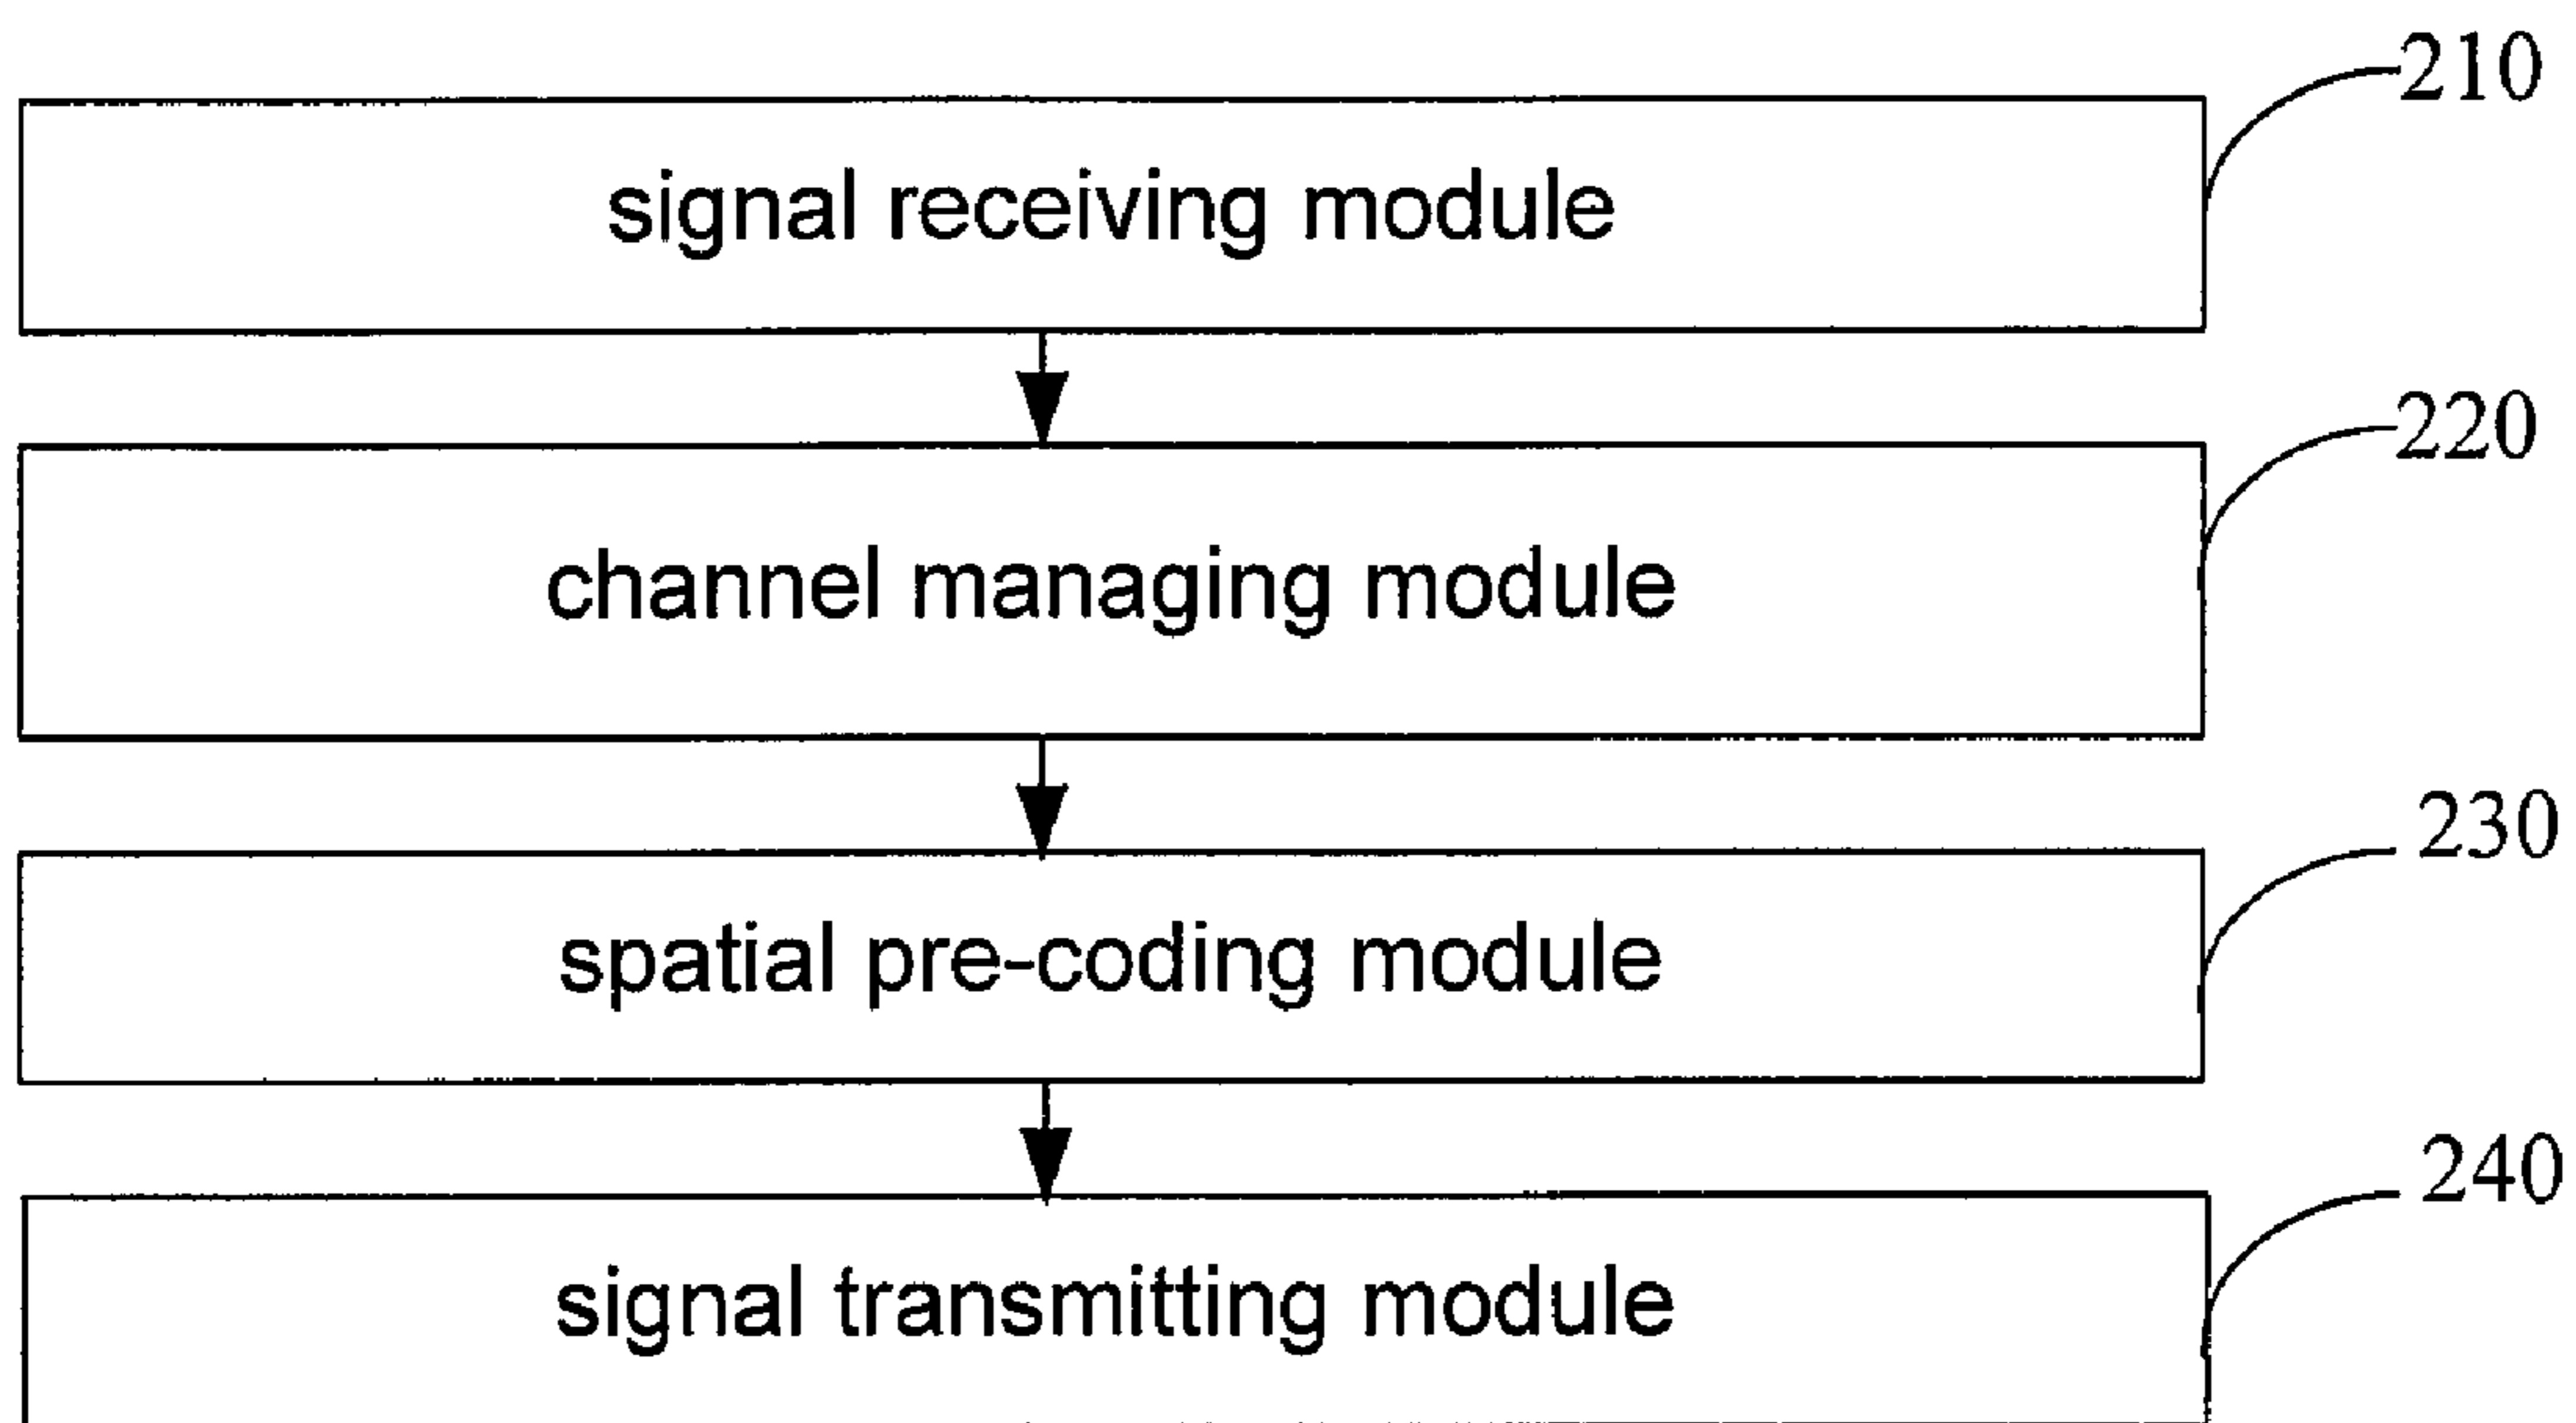 210
signal receiving module
220
channel managing module
230
spatial pre-coding module
240
signal transmitting module